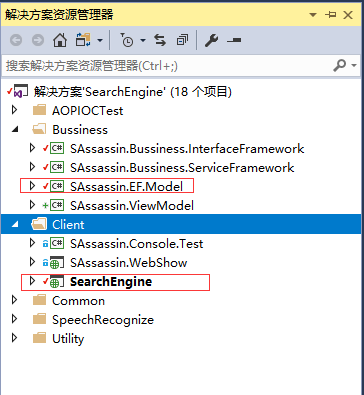 解决方案资源管理器
搜索解决方案资源管理器(Ctrl+;)
解决方案'SearchEngine' (18 个项目)
AOPIOCTest
Bussiness
SAssassin.Bussiness.InterfaceFramework
SAssassin.Bussiness.ServiceFramework
SAssassin.EF.Model
SAssassin.ViewModel
Client
SAssassin.Console.Test
SAssassin.WebShow
SearchEngine
Common
SpeechRecognize
Utility